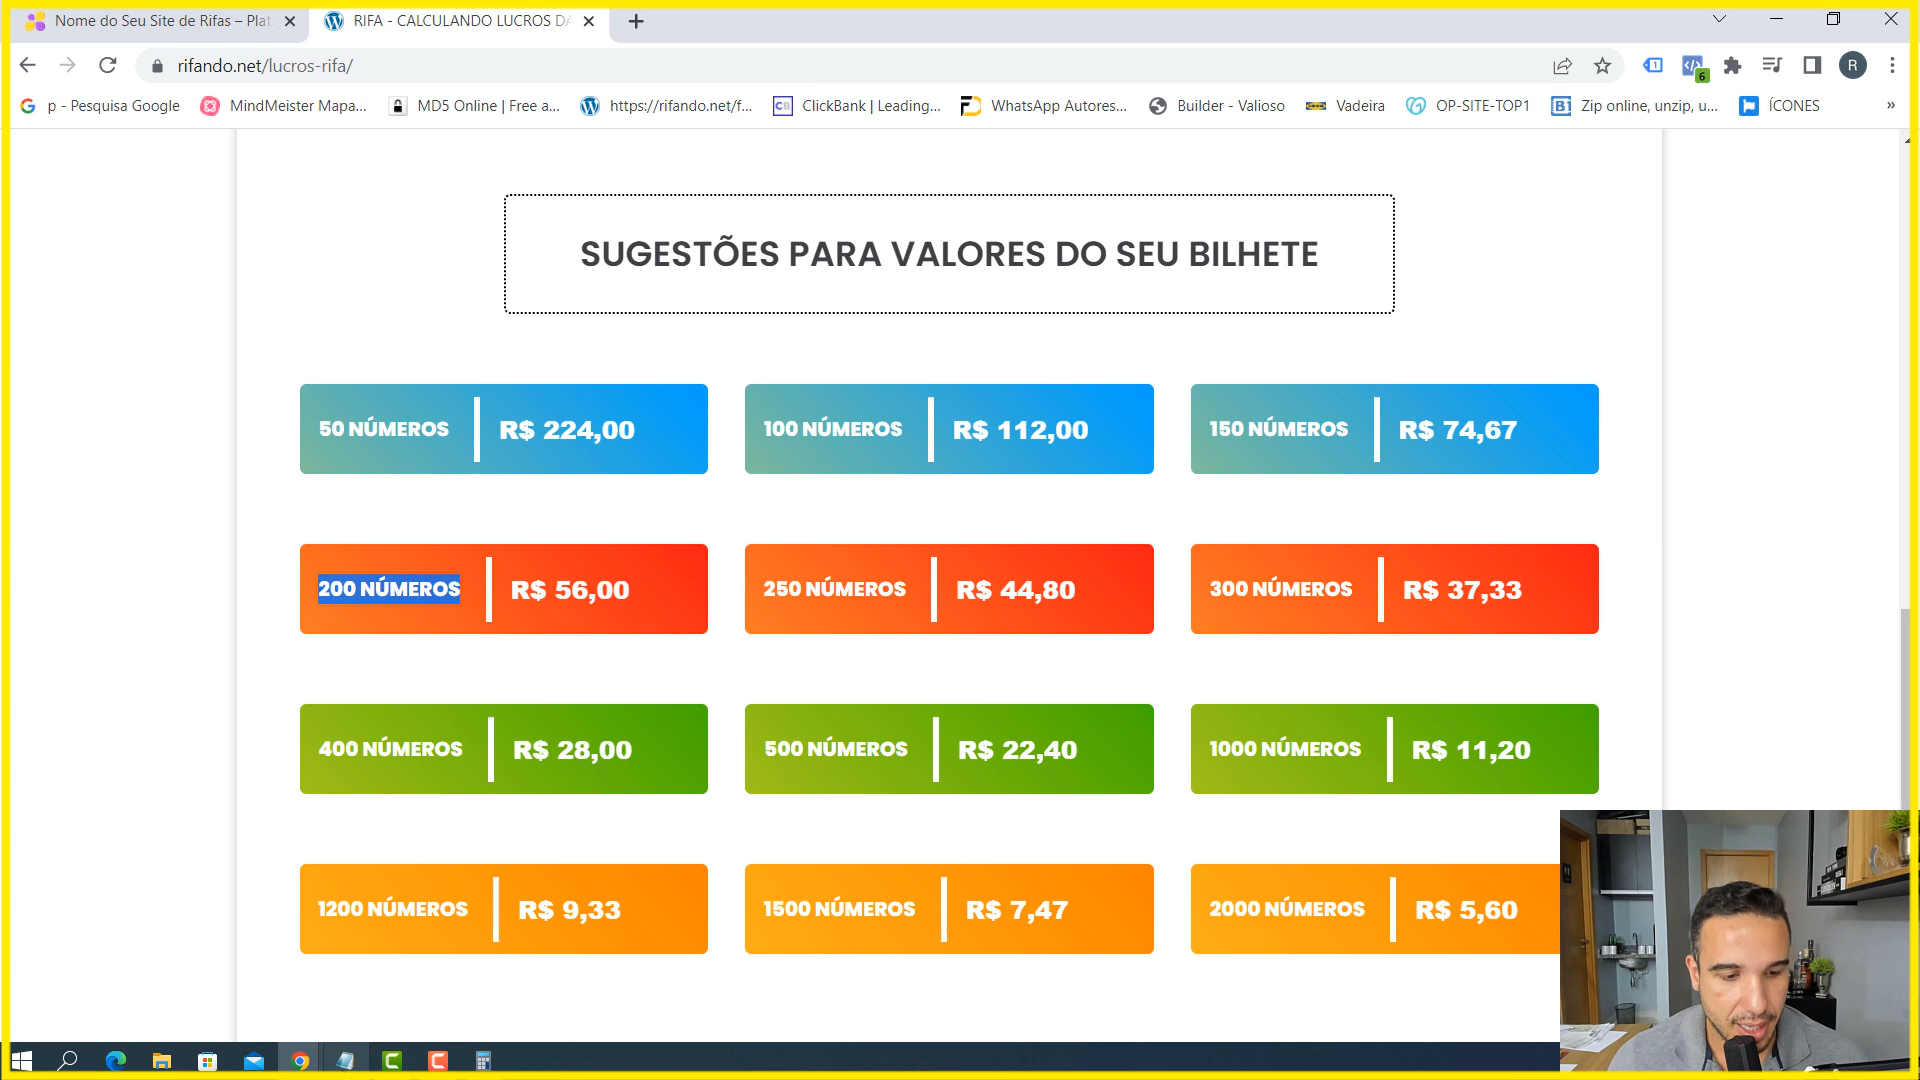 Nome do Seu Site de Rifas – Plat
RIFA - CALCULANDO LUCROS DA
rifando.net/lucros-rifa/
6
R
p - Pesquisa Google
MindMeister Mapa...
MD5 Online | Free a...
https://rifando.net/f...
ClickBank | Leading...
WhatsApp Autores...
Builder - Valioso
Vadeira
OP-SITE-TOP1
Zip online, unzip, u...
ÍCONES
»
SUGESTÕES PARA VALORES DO SEU BILHETE
50 NÚMEROS R$ 224,00
100 NÚMEROS R$ 112,00
150 NÚMEROS R$ 74,67
200 NÚMEROS R$ 56,00
250 NÚMEROS R$ 44,80
300 NÚMEROS R$ 37,33
400 NÚMEROS R$ 28,00
500 NÚMEROS R$ 22,40
1000 NÚMEROS R$ 11,20
1200 NÚMEROS R$ 9,33
1500 NÚMEROS R$ 7,47
2000 NÚMEROS R$ 5,60